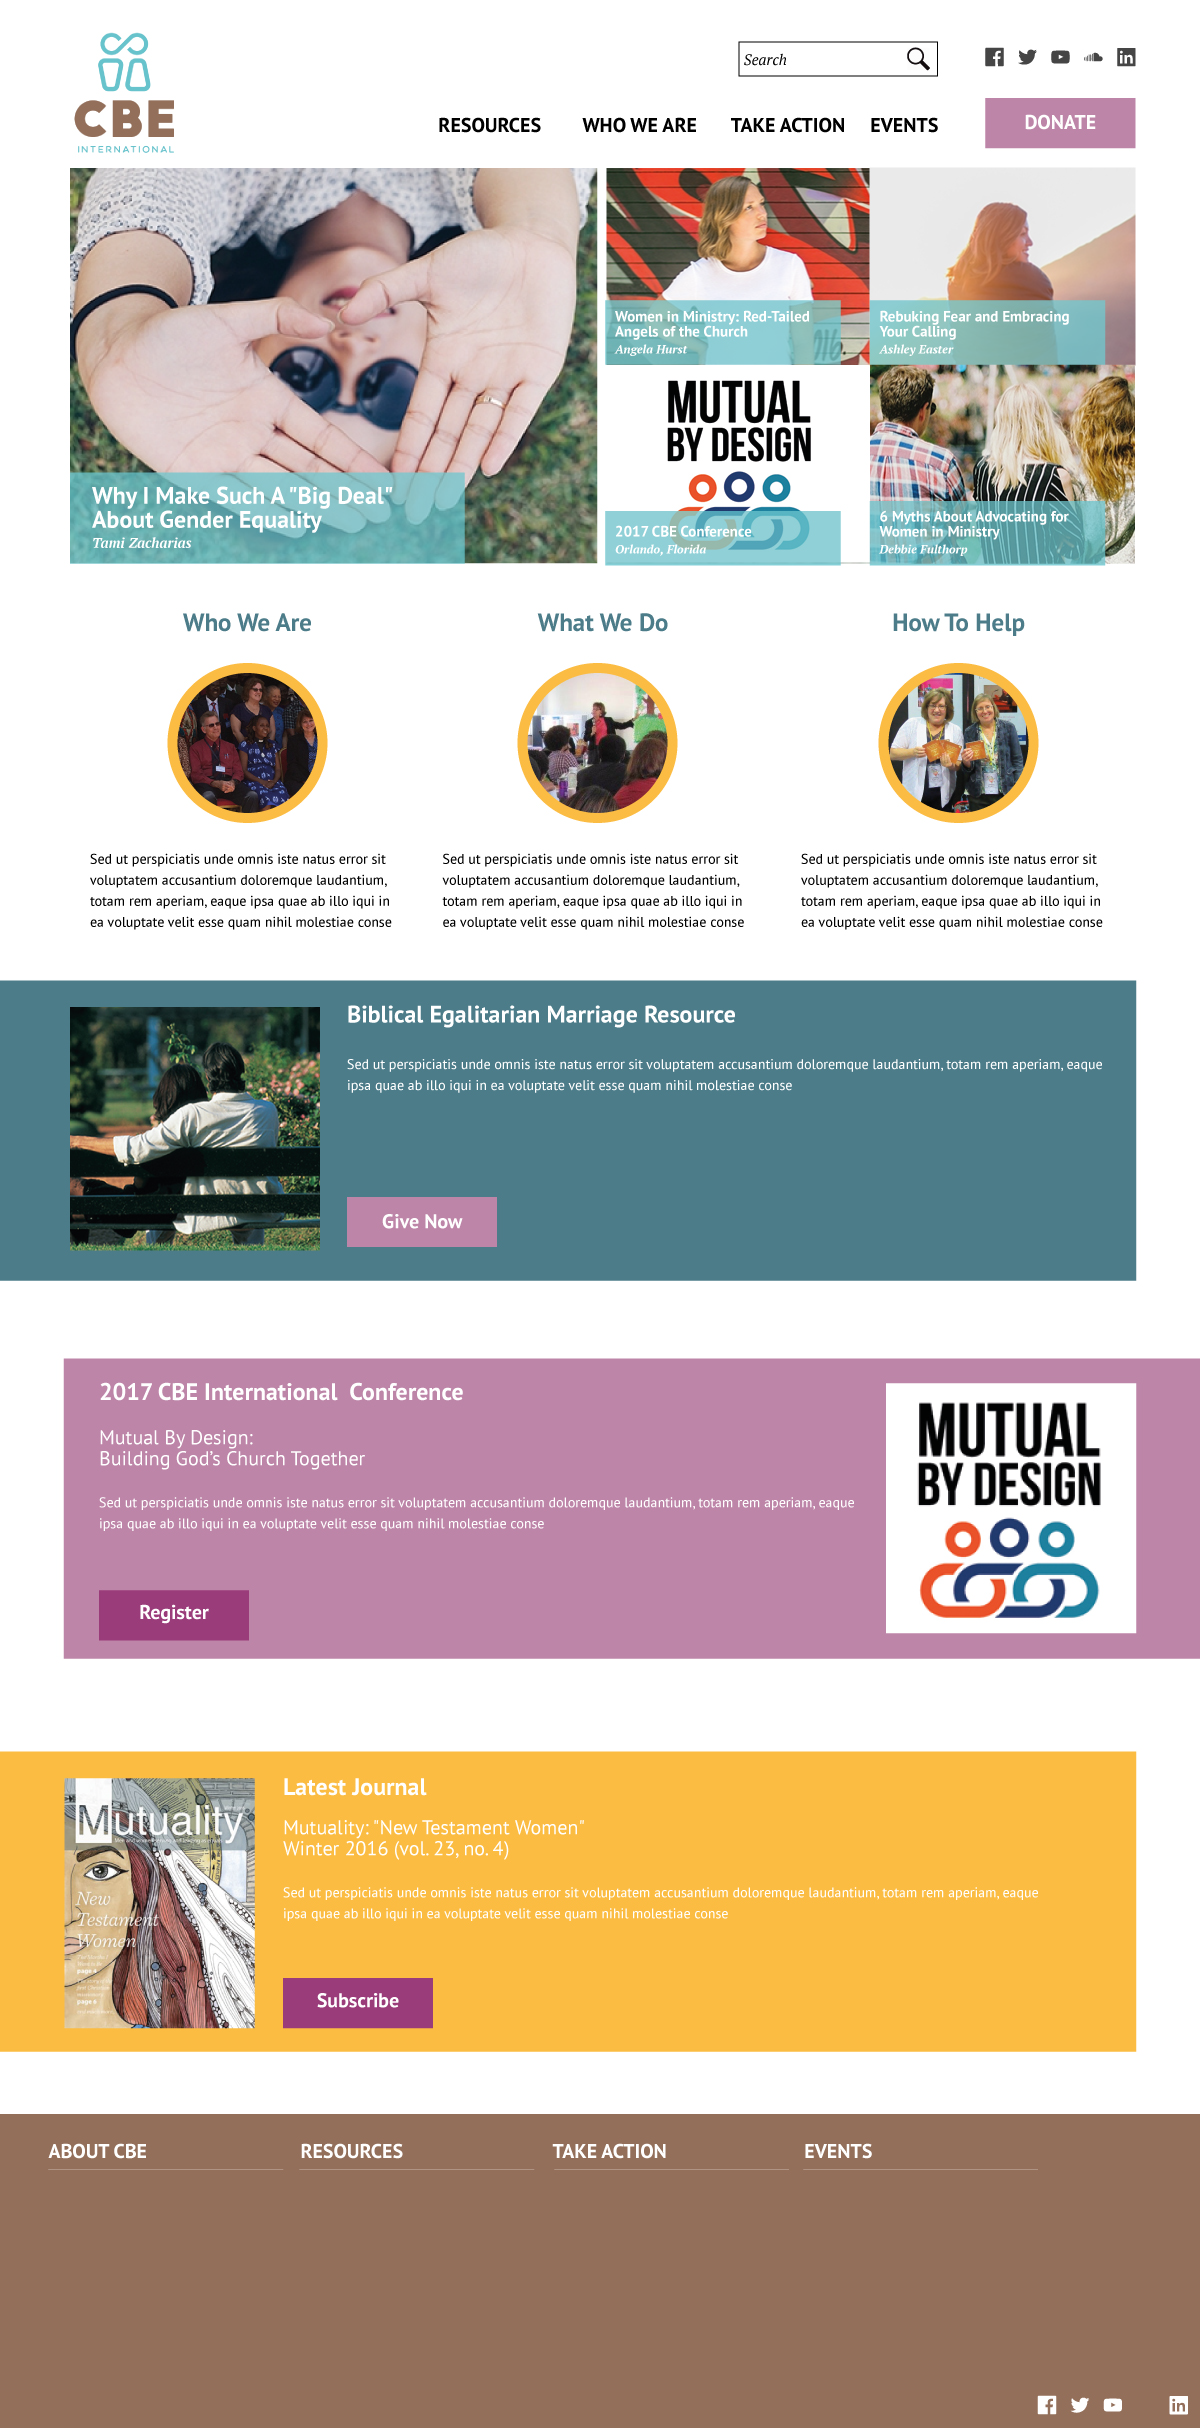 CBE
INTERNATIONAL
Search
RESOURCES
WHO WE ARE
TAKE ACTION
EVENTS
DONATE
Why I Make Such A "Big Deal"
About Gender Equality
Tami Zacharias
Women in Ministry: Red-Tailed
Angels of the Church
Angela Hurst
Rebuking Fear and Embracing
Your Calling
Ashley Easter
MUTUAL
BY DESIGN
2017 CBE Conference
Orlando, Florida
6 Myths About Advocating for
Women in Ministry
Debbie Fulthorp
Who We Are
Sed ut perspiciatis unde omnis iste natus error sit
voluptatem accusantium doloremque laudantium,
totam rem aperiam, eaque ipsa quae ab illo iqui in
ea voluptate velit esse quam nihil molestiae conse
What We Do
Sed ut perspiciatis unde omnis iste natus error sit
voluptatem accusantium doloremque laudantium,
totam rem aperiam, eaque ipsa quae ab illo iqui in
ea voluptate velit esse quam nihil molestiae conse
How To Help
Sed ut perspiciatis unde omnis iste natus error sit
voluptatem accusantium doloremque laudantium,
totam rem aperiam, eaque ipsa quae ab illo iqui in
ea voluptate velit esse quam nihil molestiae conse
Biblical Egalitarian Marriage Resource
Sed ut perspiciatis unde omnis iste natus error sit voluptatem accusantium doloremque laudantium, totam rem aperiam, eaque
ipsa quae ab illo iqui in ea voluptate velit esse quam nihil molestiae conse
Give Now
2017 CBE International Conference
Mutual By Design:
Building God's Church Together
Sed ut perspiciatis unde omnis iste natus error sit voluptatem accusantium doloremque laudantium, totam rem aperiam, eaque
ipsa quae ab illo iqui in ea voluptate velit esse quam nihil molestiae conse
Register
MUTUAL
BY DESIGN
Mutuality
New
Testament
Women
page 4
page 8
Latest Journal
Mutuality: "New Testament Women"
Winter 2016 (vol. 23, no. 4)
Sed ut perspiciatis unde omnis iste natus error sit voluptatem accusantium doloremque laudantium, totam rem aperiam, eaque
ipsa quae ab illo iqui in ea voluptate velit esse quam nihil molestiae conse
Subscribe
ABOUT CBE
RESOURCES
TAKE ACTION
EVENTS